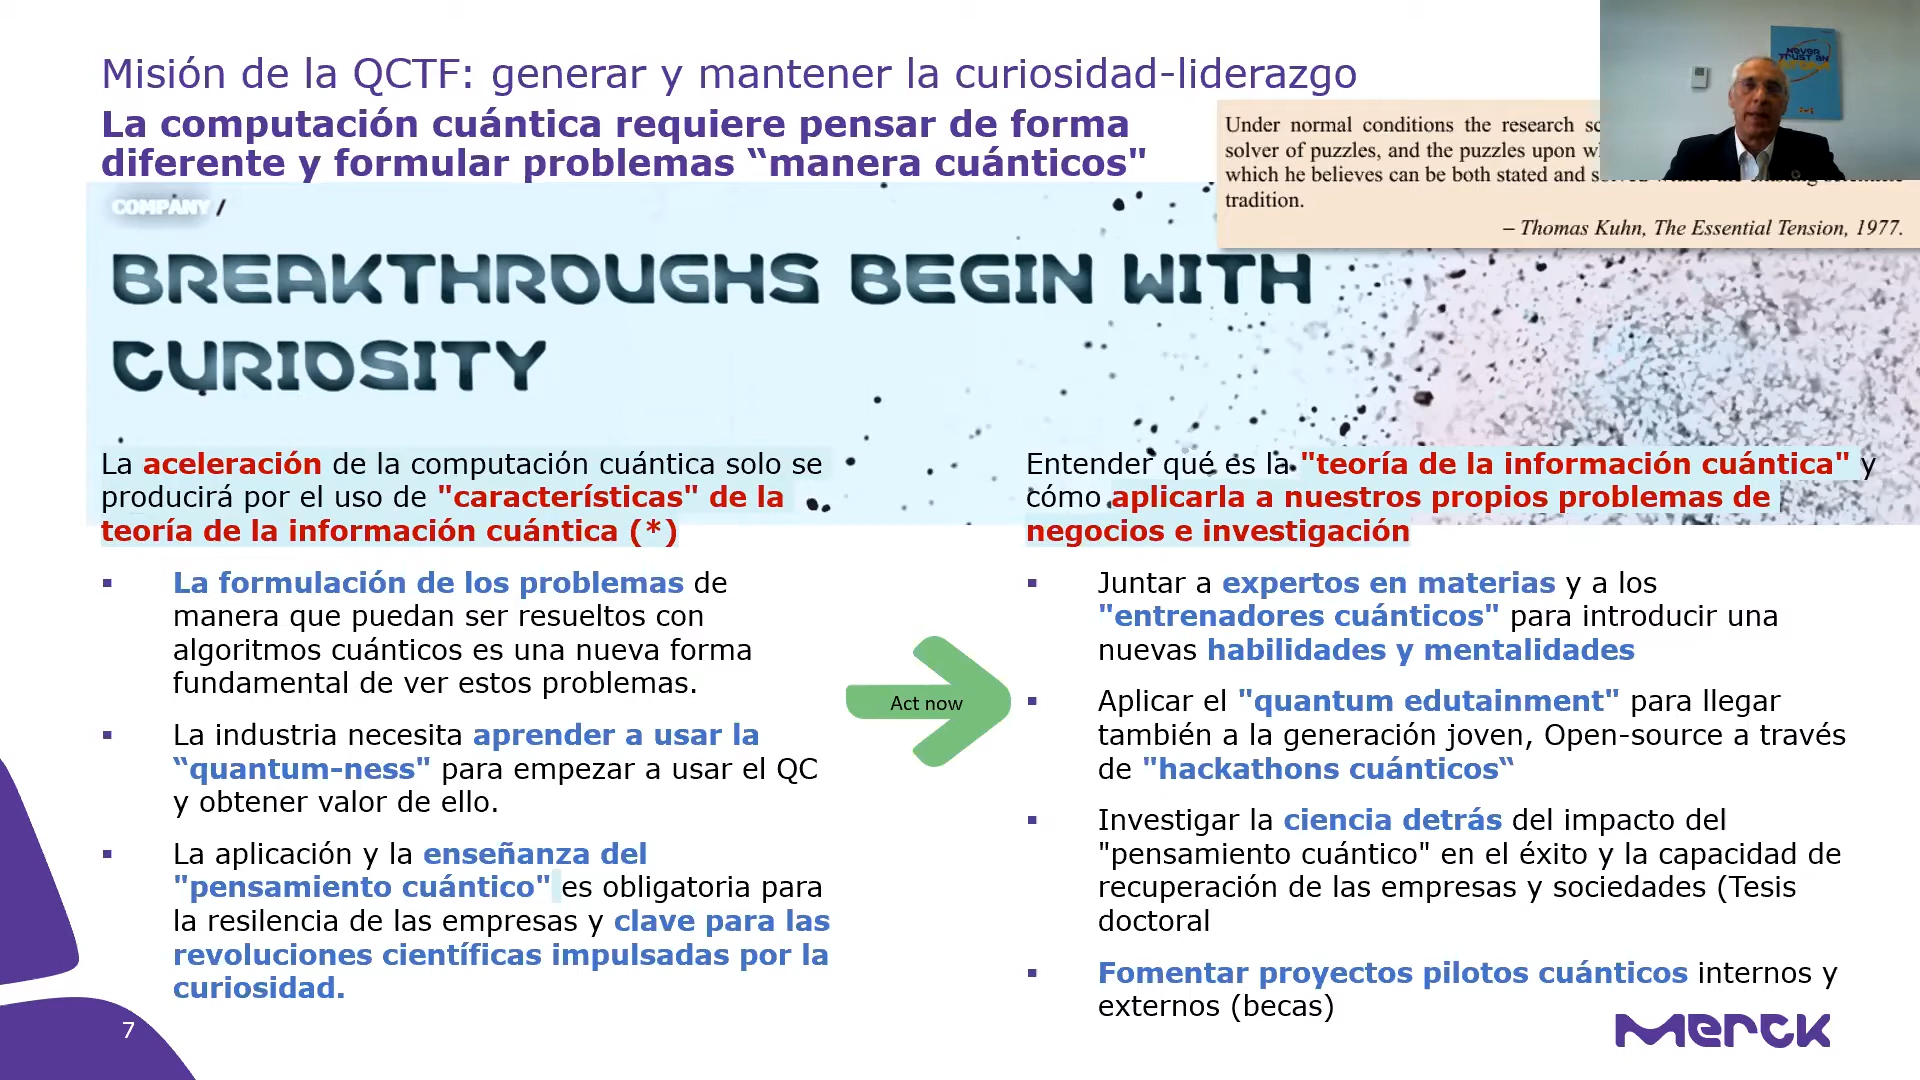 Misión de la QCTF: generar y mantener la curiosidad-liderazgo
La computación cuántica requiere pensar de forma
diferente y formular problemas “manera cuánticos"
Under normal conditions the research
solver of puzzles, and the puzzles upon
which he believes can be both stated and
tradition.
– Thomas Kuhn, The Essential Tension, 1977.
NEVER
TRUST AN
COMPANY /
BREAKTHROUGHS BEGIN WITH
CURIOSITY
La aceleración de la computación cuántica solo se
producirá por el uso de "características" de la
teoría de la información cuántica (*)
La formulación de los problemas de
manera que puedan ser resueltos con
algoritmos cuánticos es una nueva forma
fundamental de ver estos problemas.
La industria necesita aprender a usar la
“quantum-ness" para empezar a usar el QC
y obtener valor de ello.
La aplicación y la enseñanza del
"pensamiento cuántico" es obligatoria para
la resilencia de las empresas y clave para las
revoluciones científicas impulsadas por la
curiosidad.
Act now
Entender qué es la "teoría de la información cuántica" y
cómo aplicarla a nuestros propios problemas de
negocios e investigación
Juntar a expertos en materias y a los
"entrenadores cuánticos" para introducir una
nuevas habilidades y mentalidades
Aplicar el "quantum edutainment" para llegar
también a la generación joven, Open-source a través
de "hackathons cuánticos“
Investigar la ciencia detrás del impacto del
"pensamiento cuántico" en el éxito y la capacidad de
recuperación de las empresas y sociedades (Tesis
doctoral
Fomentar proyectos pilotos cuánticos internos y
externos (becas)
7
Merck